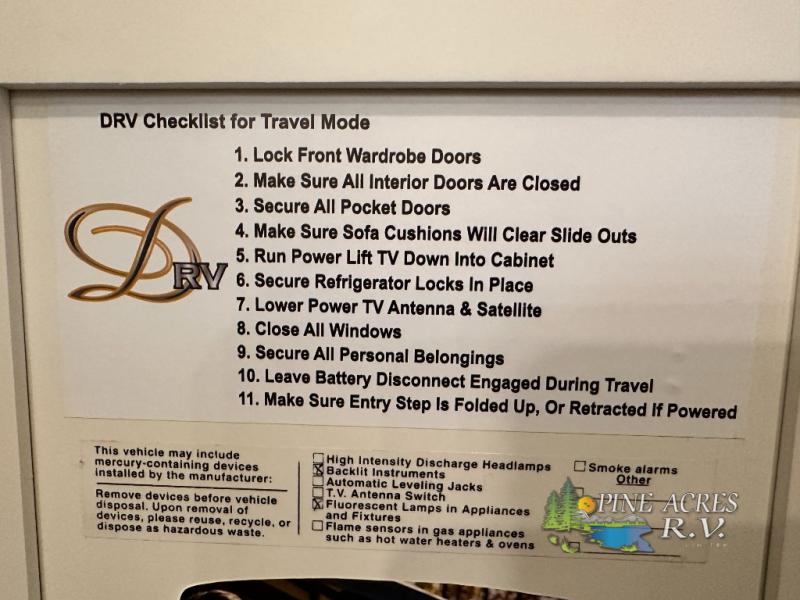 DRV Checklist for Travel Mode
1. Lock Front Wardrobe Doors
2. Make Sure All Interior Doors Are Closed
3. Secure All Pocket Doors
4. Make Sure Sofa Cushions Will Clear Slide Outs
5. Run Power Lift TV Down Into Cabinet
6. Secure Refrigerator Locks In Place
7. Lower Power TV Antenna & Satellite
8. Close All Windows
9. Secure All Personal Belongings
10. Leave Battery Disconnect Engaged During Travel
11. Make Sure Entry Step Is Folded Up, Or Retracted If Powered
DRV
This vehicle may include
mercury-containing devices
installed by the manufacturer:
Remove devices before vehicle
disposal. Upon removal of
devices, please reuse, recycle, or
dispose as hazardous waste.
High Intensity Discharge Headlamps
Backlit Instruments
Automatic Leveling Jacks
T.V. Antenna Switch
Fluorescent Lamps in Appliances
and Fixtures
Flame sensors in gas appliances
such as hot water heaters & ovens
Smoke alarms
Other
PINE ACRES
R.V.